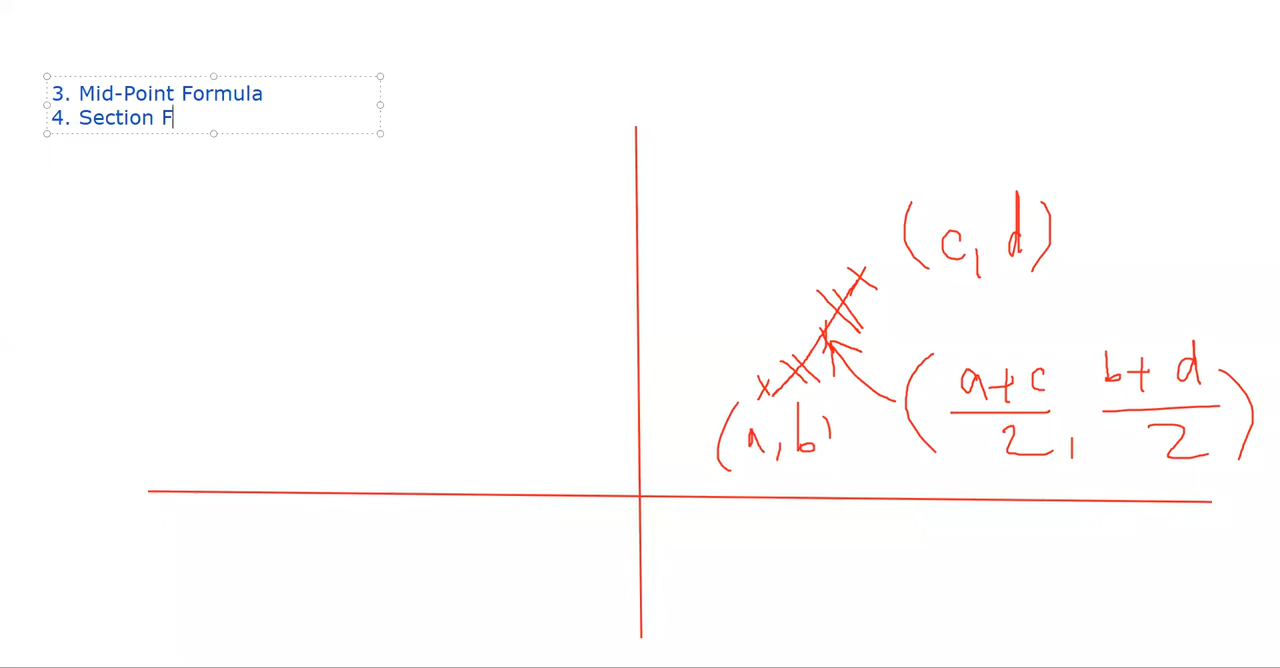 3. Mid-Point Formula
4. Section F
(c, d)
(a+c/2, b+d/2)
(a, b)